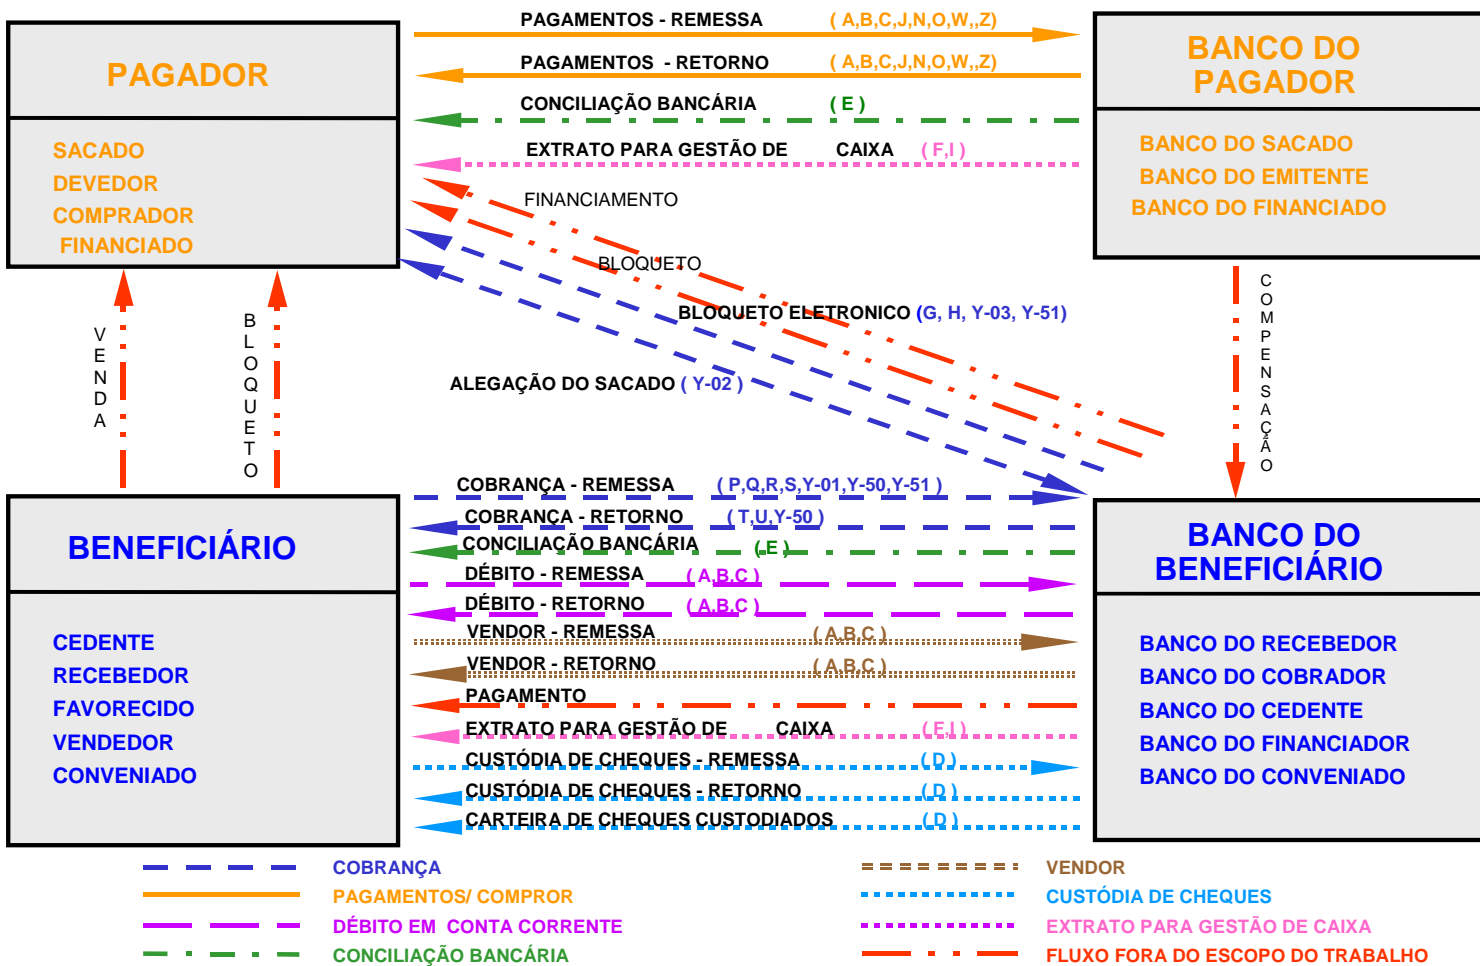 PAGAMENTOS - REMESSA ( A,B,C,J,N,O,W,,Z)
PAGADOR
BANCO DO
PAGADOR
PAGAMENTOS - RETORNO ( A,B,C,J,N,O,W,,Z)
CONCILIAÇÃO BANCÁRIA ( E )
EXTRATO PARA GESTÃO DE CAIXA ( F,I )
SACADO
DEVEDOR
COMPRADOR
FINANCIADO
BANCO DO SACADO
BANCO DO EMITENTE
BANCO DO FINANCIADO
FINANCIAMENTO
BLOQUETO
BLOQUETO ELETRONICO (G, H, Y-03, Y-51)
ALEGAÇÃO DO SACADO ( Y-02 )
VENDA
BLOQUETO
COMPENSAÇÃO
COBRANÇA - REMESSA ( P,Q,R,S,Y-01,Y-50,Y-51 )
COBRANÇA - RETORNO ( T,U,Y-50 )
CONCILIAÇÃO BANCÁRIA ( E )
DÉBITO - REMESSA ( A,B,C )
DÉBITO - RETORNO ( A,B,C )
VENDOR - REMESSA ( A,B,C )
VENDOR - RETORNO ( A,B,C )
PAGAMENTO
EXTRATO PARA GESTÃO DE CAIXA ( F,I )
CUSTÓDIA DE CHEQUES - REMESSA ( D )
CUSTÓDIA DE CHEQUES - RETORNO ( D )
CARTEIRA DE CHEQUES CUSTODIADOS ( D )
BENEFICIÁRIO
CEDENTE
RECEBEDOR
FAVORECIDO
VENDEDOR
CONVENIADO
BANCO DO
BENEFICIÁRIO
BANCO DO RECEBEDOR
BANCO DO COBRADOR
BANCO DO CEDENTE
BANCO DO FINANCIADOR
BANCO DO CONVENIADO
COBRANÇA
PAGAMENTOS/ COMPROR
DÉBITO EM CONTA CORRENTE
CONCILIAÇÃO BANCÁRIA
VENDOR
CUSTÓDIA DE CHEQUES
EXTRATO PARA GESTÃO DE CAIXA
FLUXO FORA DO ESCOPO DO TRABALHO